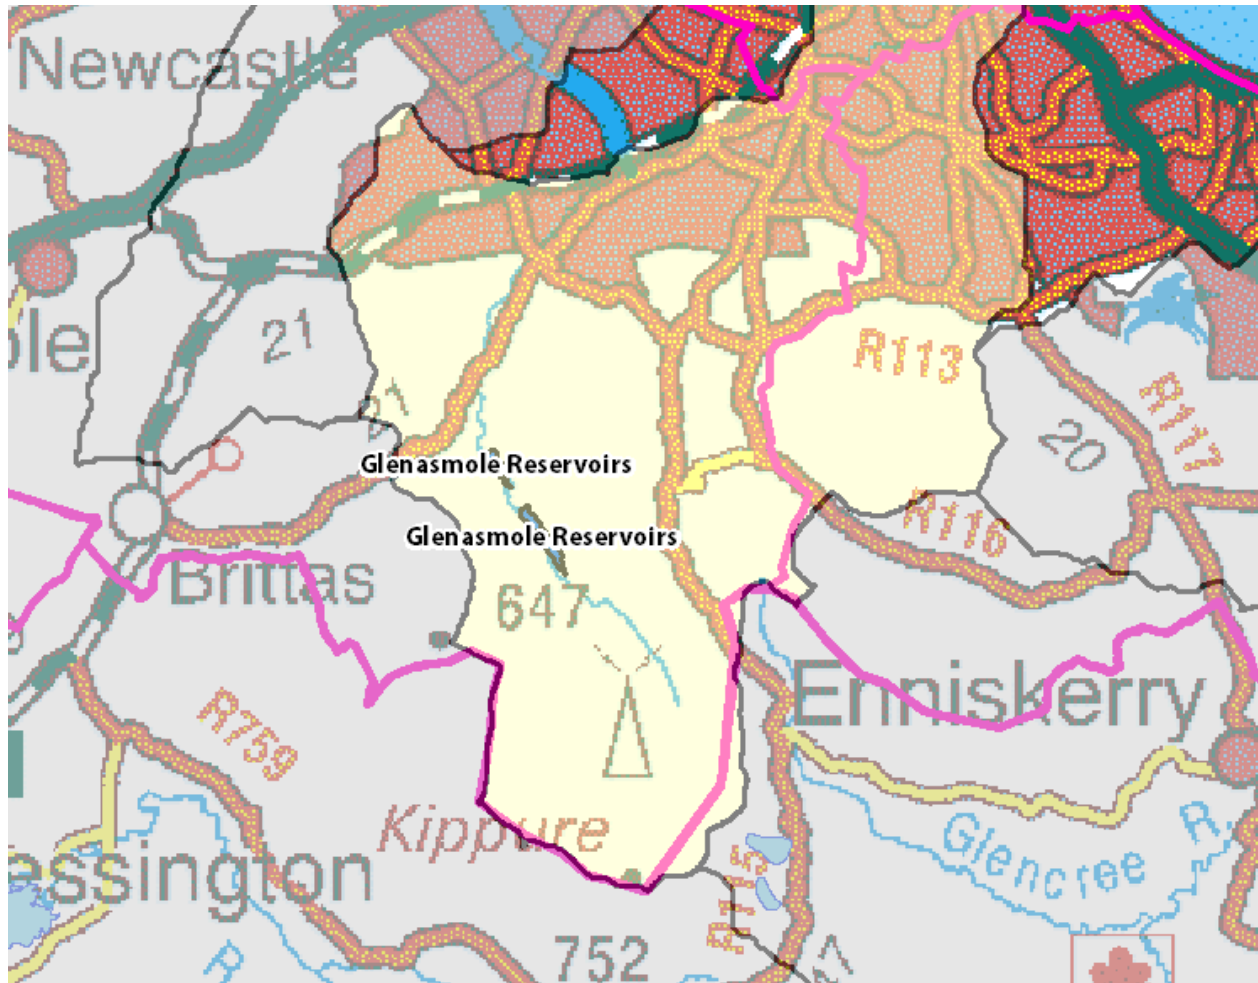 Newcastle
21
R113
R117
21
20
Glenasmole Reservoirs
R116
Glenasmole Reservoirs
Brittas
647
Enniskerry
R759
Kippure
Glencree R.
essington
R115
752
R